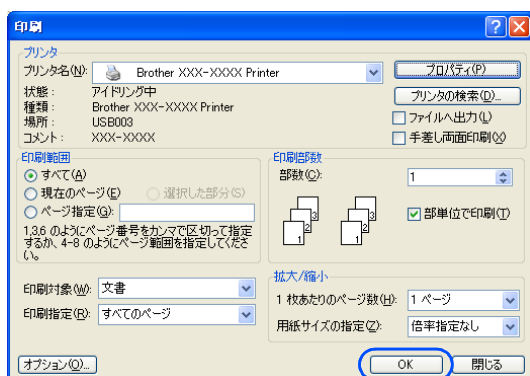 印刷
プリンタ
プリンタ名(N): Brother XXX-XXXX Printer プロパティ(P)
状態: アイドリング中 プリンタの検索(D)...
種類: Brother XXX-XXXX Printer
場所: USB003 ファイルへ出力(L)
コメント: XXX-XXXX 手差し両面印刷(X)
印刷範囲 印刷部数
すべて(A) 部数(C): 1
現在のページ(E) 選択した部分(S)
ページ指定(G): 部単位で印刷(T)
1,3,6 のようにページ番号をカンマで区切って指定
するか、4-8 のようにページ範囲を指定してくださ
い。
1 2 3 1 2 3
拡大/縮小
印刷対象(W): 文書 1 枚あたりのページ数(H): 1 ページ
印刷指定(R): すべてのページ 用紙サイズの指定(Z): 倍率指定なし
オプション(O)... OK 閉じる